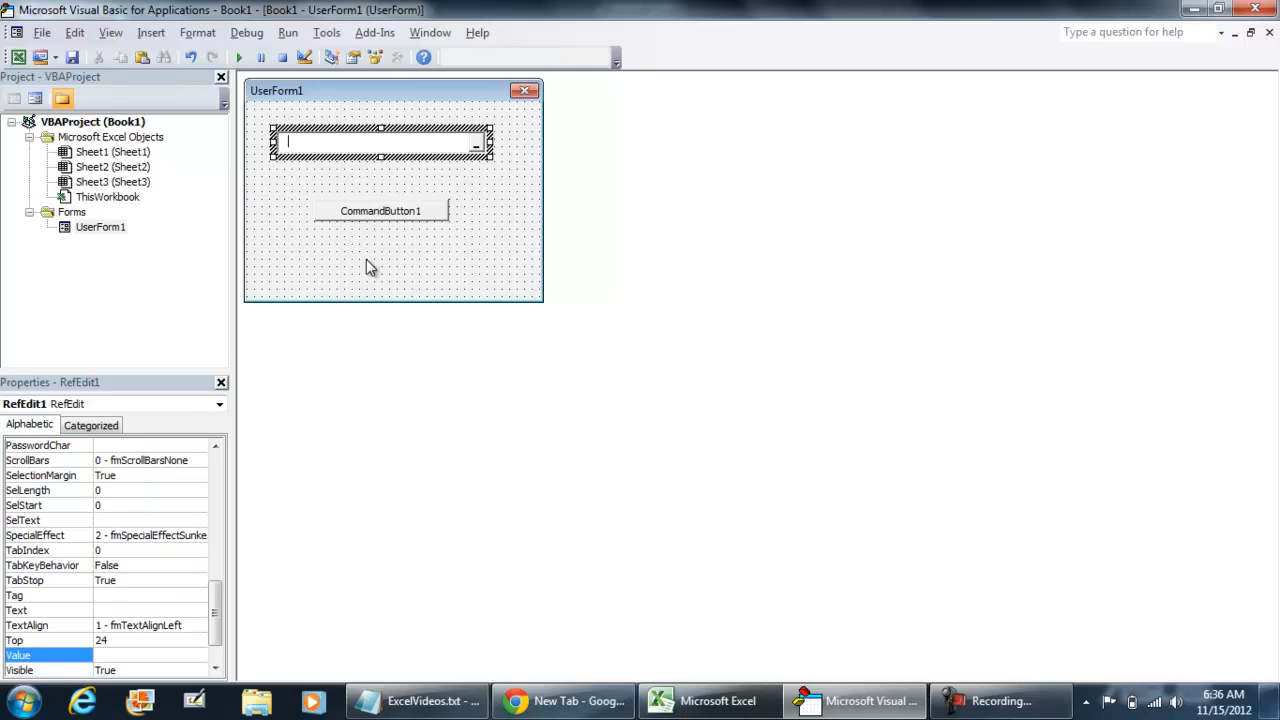 Microsoft Visual Basic for Applications - Book1 - [Book1 - UserForm1 (UserForm)]
File Edit View Insert Format Debug Run Tools Add-Ins Window Help
Type a question for help
Project - VBAProject
VBAProject (Book1)
Microsoft Excel Objects
Sheet1 (Sheet1)
Sheet2 (Sheet2)
Sheet3 (Sheet3)
ThisWorkbook
Forms
UserForm1
UserForm1
CommandButton1
Properties - RefEdit1
RefEdit1 RefEdit
Alphabetic Categorized
PasswordChar
ScrollBars 0 - fmScrollBarsNone
SelectionMargin True
SelLength 0
SelStart 0
SelText
SpecialEffect 2 - fmSpecialEffectSunke
TabIndex 0
TabKeyBehavior False
TabStop True
Tag
Text
TextAlign 1 - fmTextAlignLeft
Top 24
Value
Visible True
ExcelVideos.txt - ...
New Tab - Goog...
Microsoft Excel
Microsoft Visual ...
Recording...
6:36 AM
11/15/2012